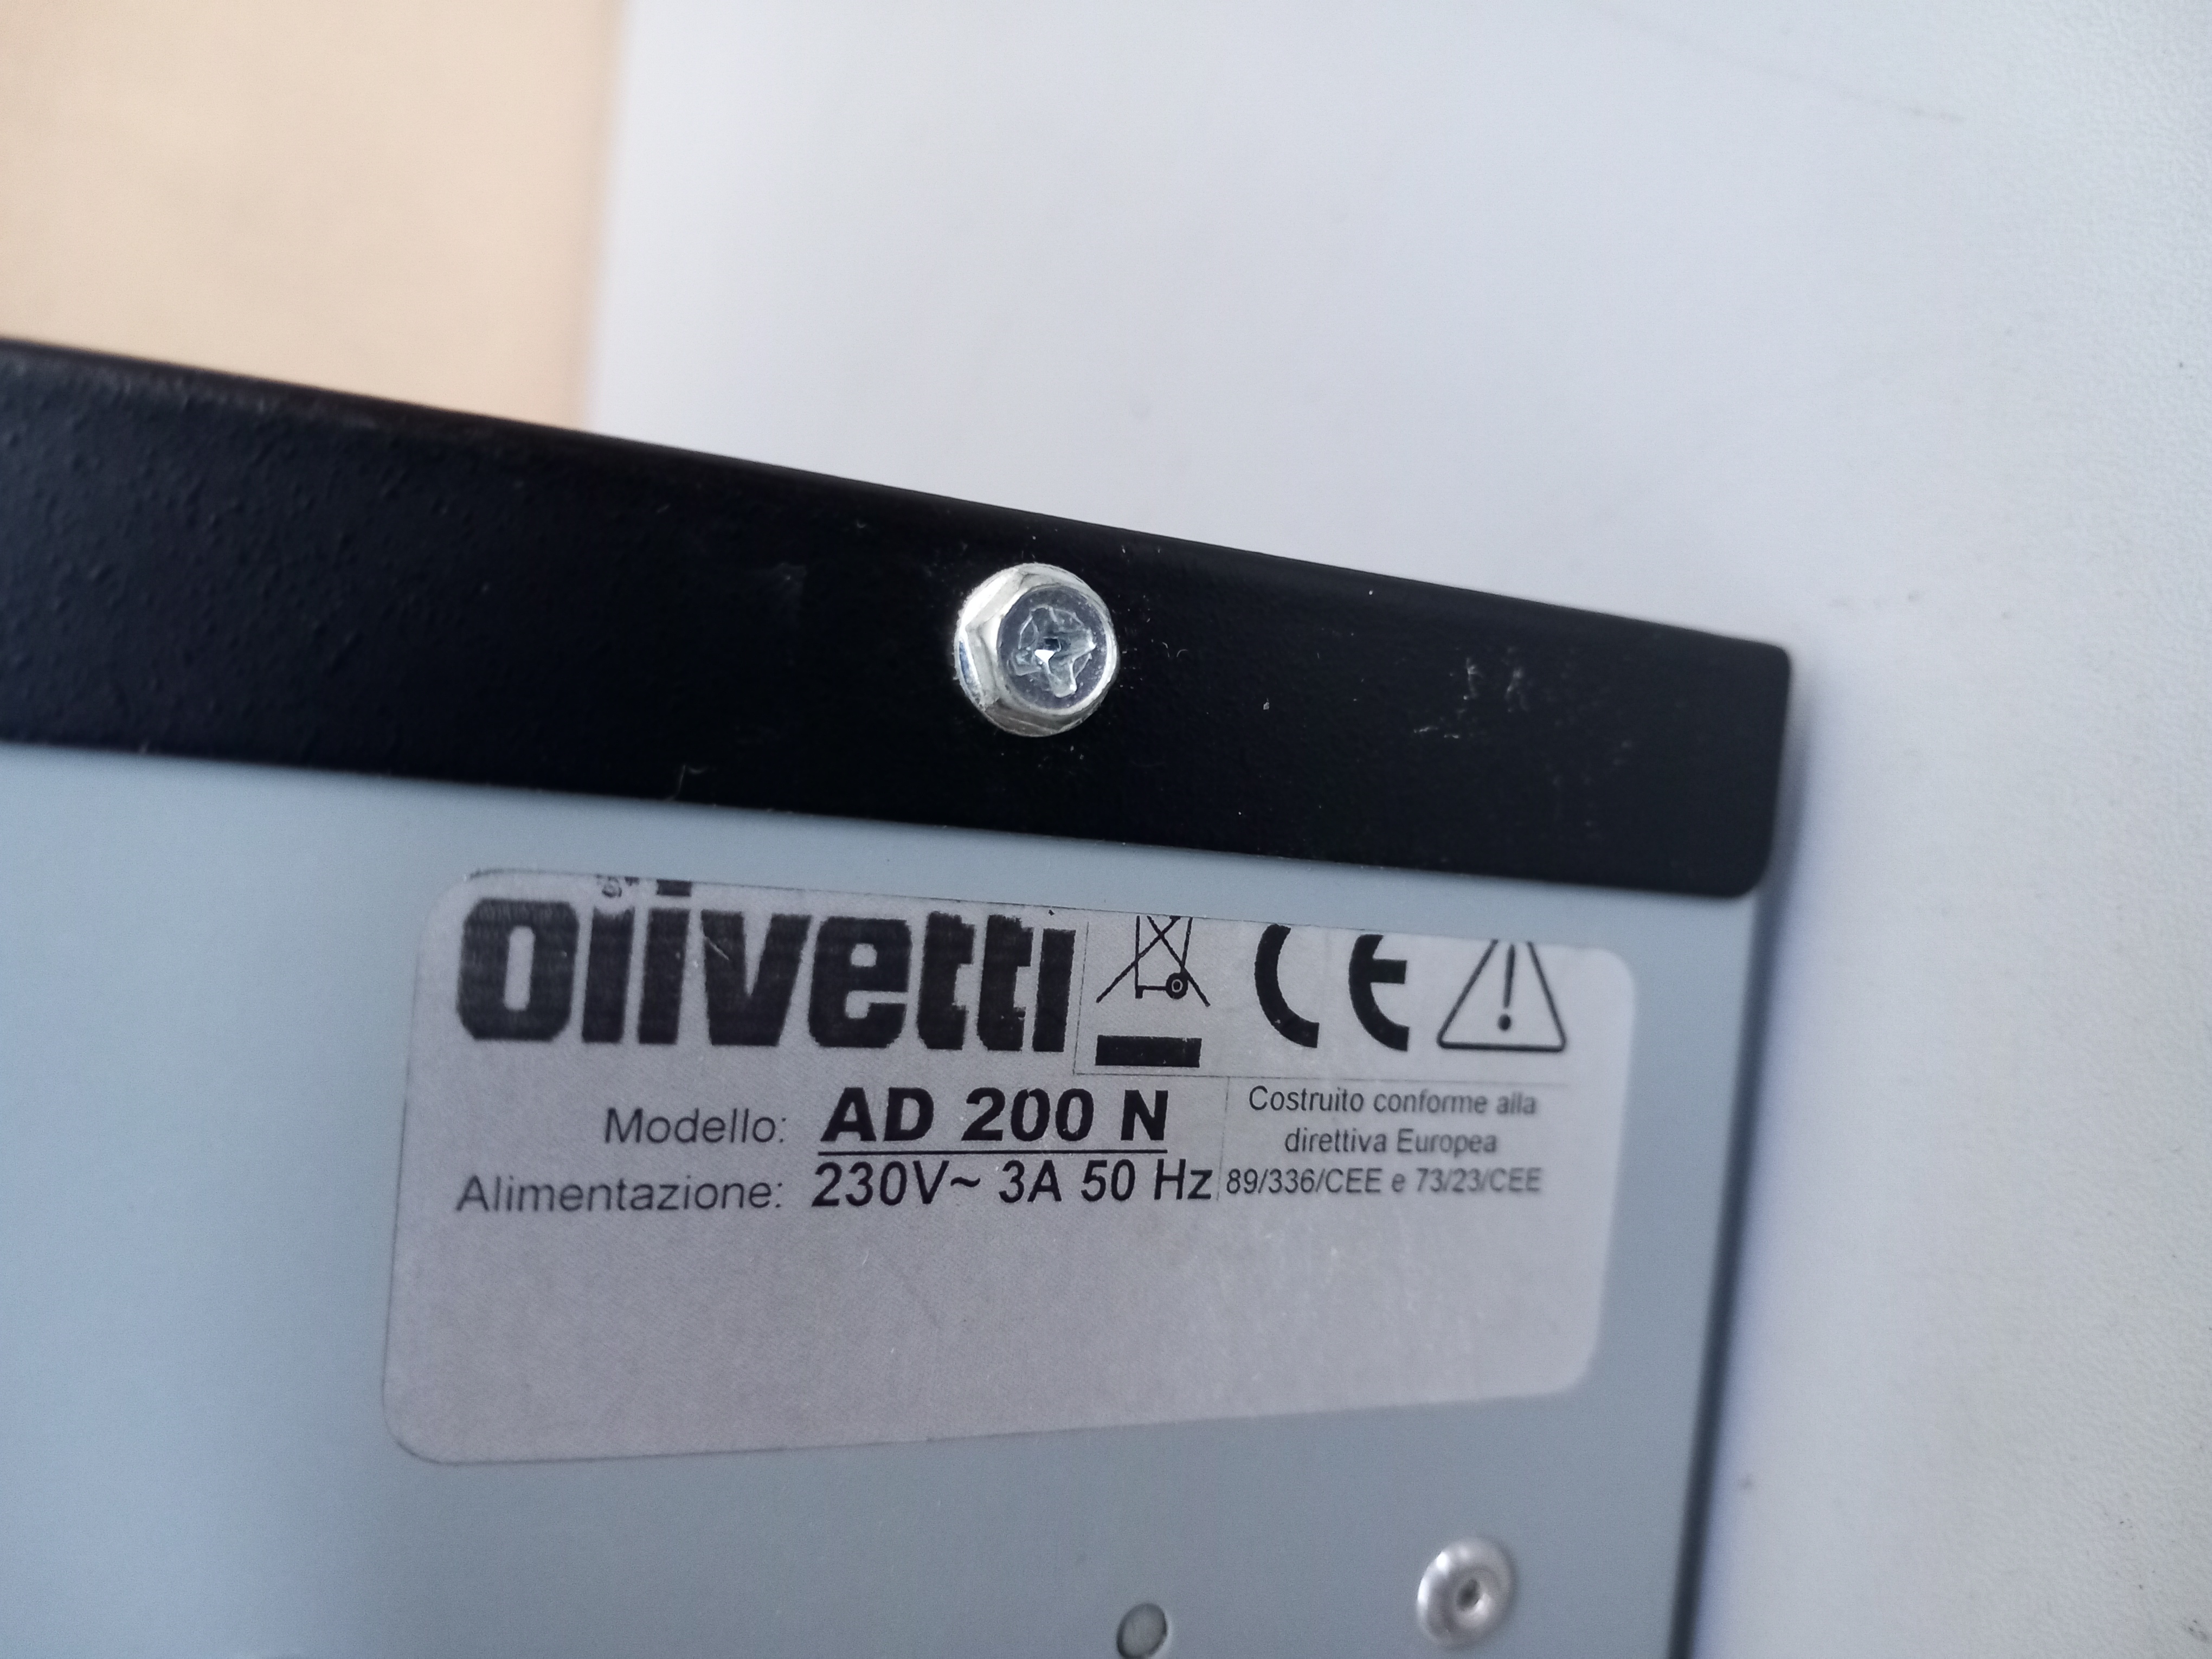 olivetti
CE
Modello: AD 200 N
Alimentazione: 230V~ 3A 50 Hz
Costruito conforme alla
direttiva Europea
89/336/CEE e 73/23/CEE